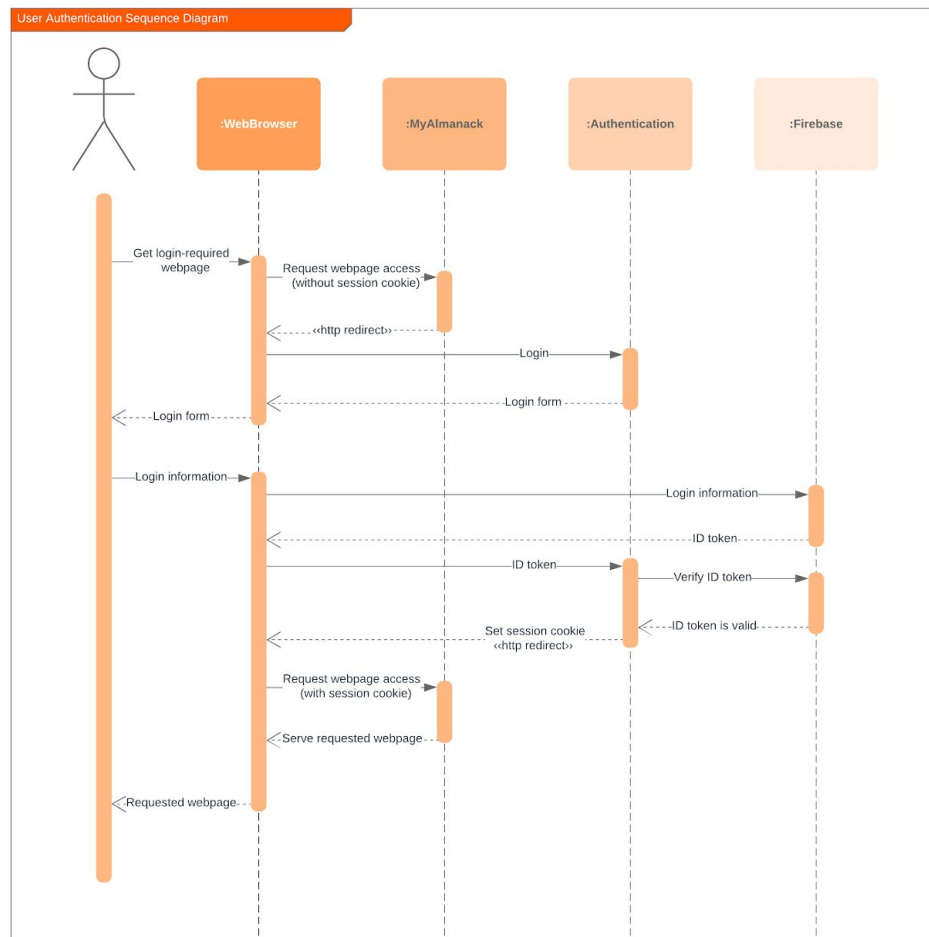 User Authentication Sequence Diagram
:WebBrowser
:MyAlmanack
:Authentication
:Firebase
Get login-required
webpage
Request webpage access
(without session cookie)
‹‹http redirect››
Login
Login form
Login form
Login information
Login information
ID token
ID token
Verify ID token
ID token is valid
Set session cookie
‹‹http redirect››
Request webpage access
(with session cookie)
Serve requested webpage
Requested webpage